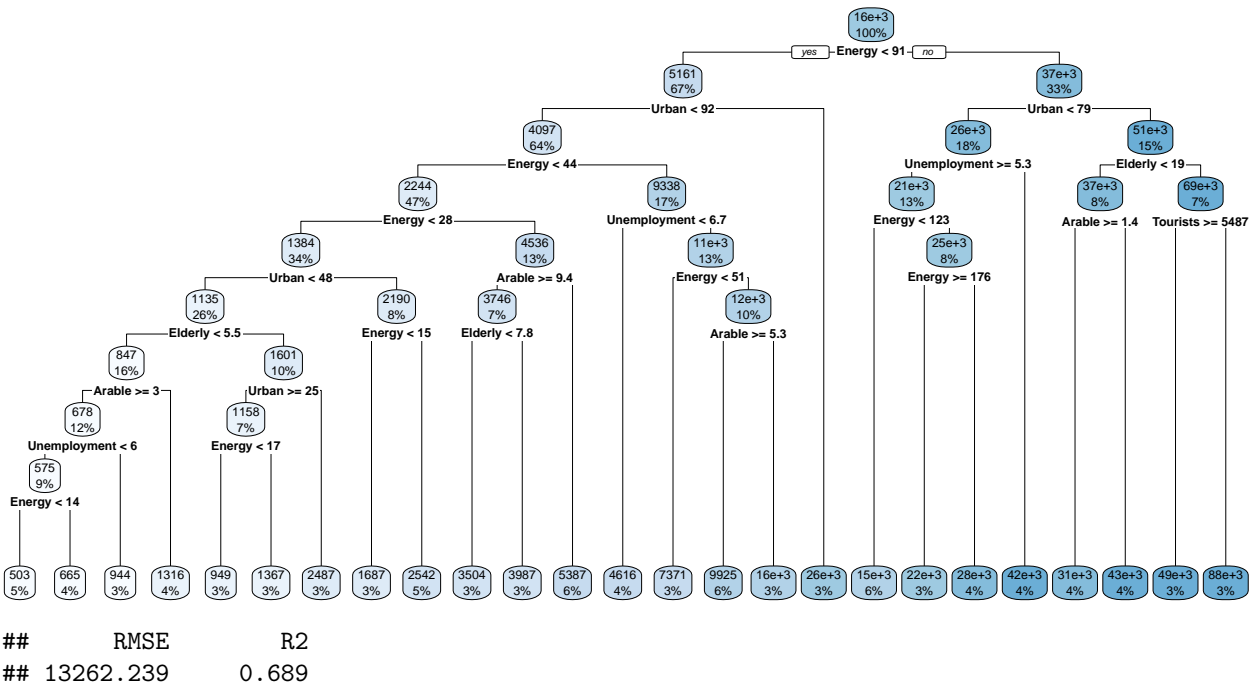 16e+3
100%
yes Energy < 91 no
5161 37e+3
67% 33%
Urban < 92 Urban < 79
4097 26e+3 51e+3
64% 18% 15%
Energy < 44 Unemployment >= 5.3 Elderly < 19
2244 9338 21e+3 37e+3 69e+3
47% 17% 13% 8% 7%
Energy < 28 Unemployment < 6.7 Energy < 123 Arable >= 1.4 Tourists >= 5487
1384 4536 11e+3 25e+3
34% 13% 13% 8%
Urban < 48 Arable >= 9.4 Energy < 51 Energy >= 176
1135 2190 3746 12e+3
26% 8% 7% 10%
Elderly < 5.5 Energy < 15 Elderly < 7.8 Arable >= 5.3
847 1601
16% 10%
Arable >= 3 Urban >= 25
678 1158
12% 7%
Unemployment < 6 Energy < 17
575
9%
Energy < 14
503 665 944 1316 949 1367 2487 1687 2542 3504 3987 5387 4616 7371 9925 16e+3 26e+3 15e+3 22e+3 28e+3 42e+3 31e+3 43e+3 49e+3 88e+3
5% 4% 3% 4% 3% 3% 3% 3% 5% 3% 3% 6% 4% 3% 6% 3% 3% 6% 3% 4% 4% 4% 4% 3% 3%
## RMSE R2
## 13262.239 0.689